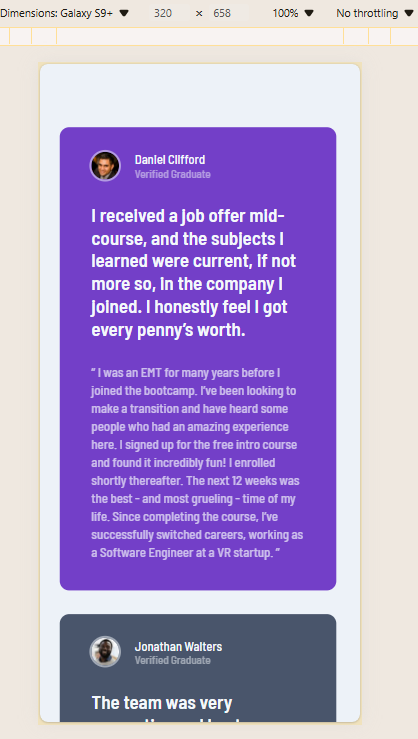 Dimensions: Galaxy S9+ 320 × 658 100% No throttling
Daniel Clifford
Verified Graduate
I received a job offer mid-
course, and the subjects I
learned were current, if not
more so, in the company I
joined. I honestly feel I got
every penny’s worth.
“ I was an EMT for many years before I
joined the bootcamp. I’ve been looking to
make a transition and have heard some
people who had an amazing experience
here. I signed up for the free intro course
and found it incredibly fun! I enrolled
shortly thereafter. The next 12 weeks was
the best - and most grueling - time of my
life. Since completing the course, I’ve
successfully switched careers, working as
a Software Engineer at a VR startup. ”
Jonathan Walters
Verified Graduate
The team was very